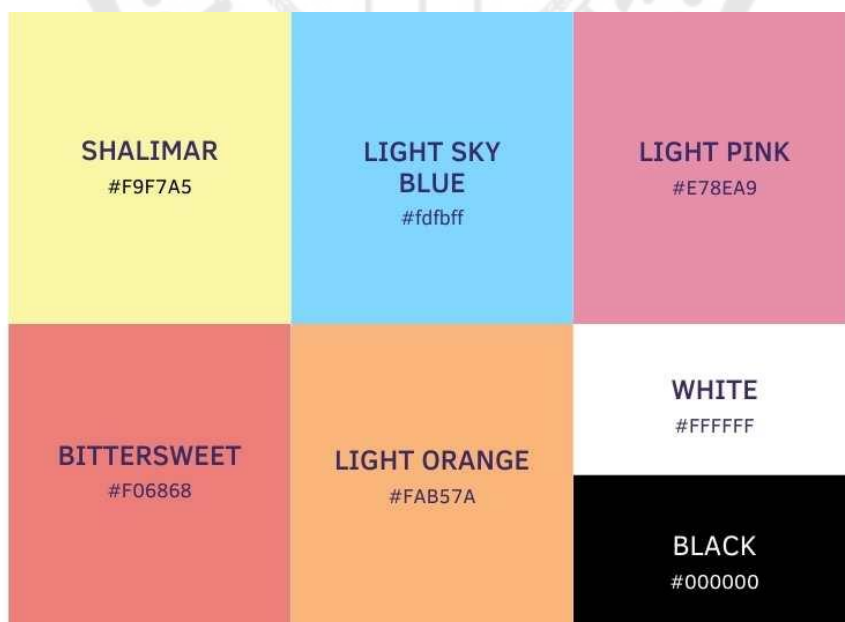 SHALIMAR
#F9F7A5
LIGHT SKY
BLUE
#fdfbff
LIGHT PINK
#E78EA9
BITTERSWEET
#F06868
LIGHT ORANGE
#FAB57A
WHITE
#FFFFFF
BLACK
#000000